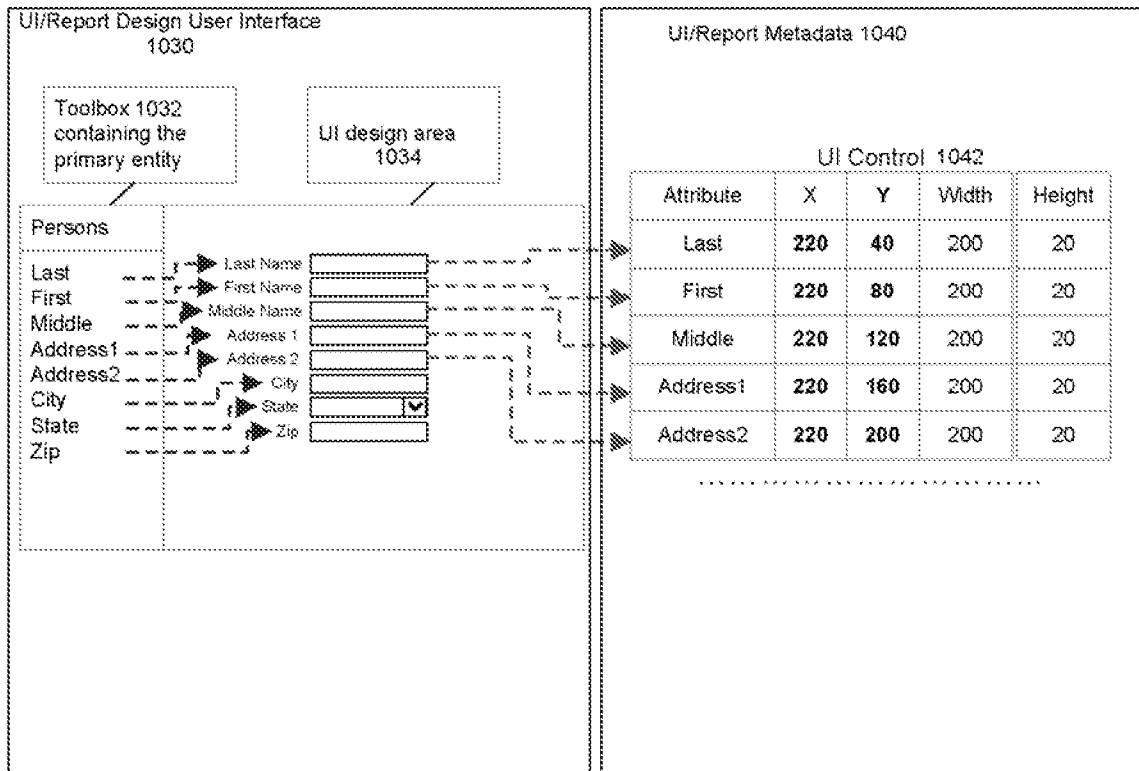 UI/Report Design User Interface
1030
Toolbox 1032
containing the
primary entity
UI design area
1034
Persons
Last
First
Middle
Address1
Address2
City
State
Zip
Last Name
First Name
Middle Name
Address 1
Address 2
City
State
Zip
UI/Report Metadata 1040
UI Control 1042
Attribute X Y Width Height
Last 220 40 200 20
First 220 80 200 20
Middle 220 120 200 20
Address1 220 160 200 20
Address2 220 200 200 20